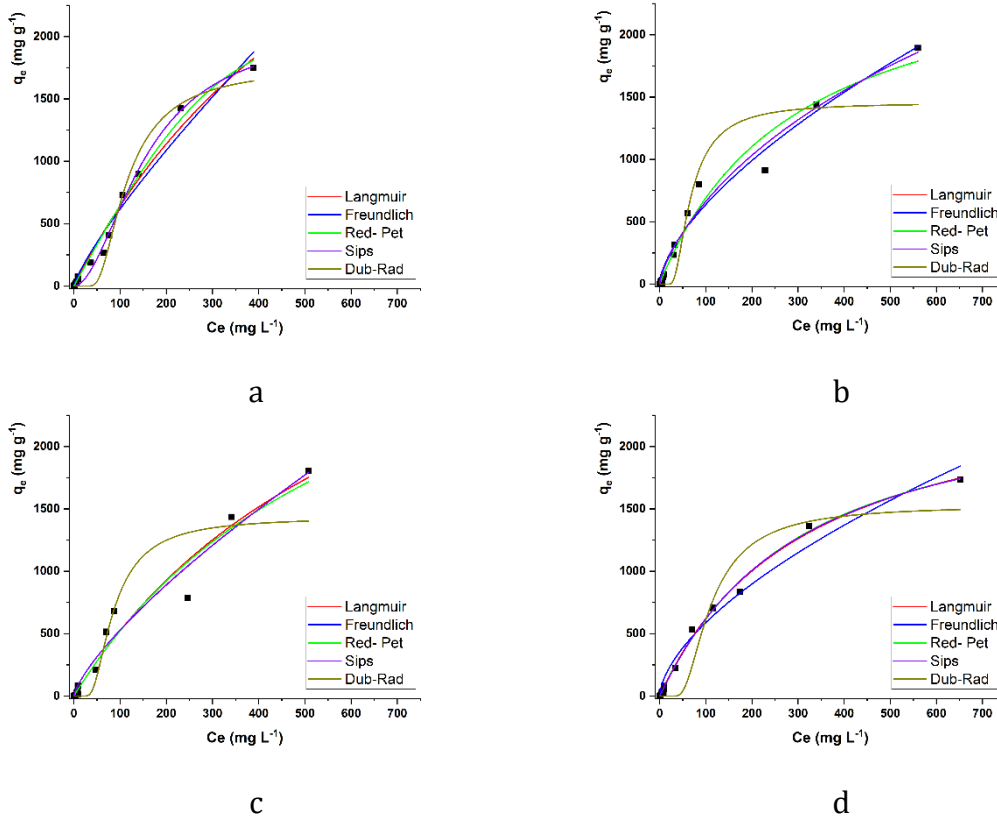 qe (mg g-1)
2000
1500
1000
500
0
Langmuir
Freundlich
Red- Pet
Sips
Dub-Rad
0 100 200 300 400 500 600 700
Ce (mg L-1)
a
qe (mg g-1)
2000
1500
1000
500
0
Langmuir
Freundlich
Red- Pet
Sips
Dub-Rad
0 100 200 300 400 500 600 700
Ce (mg L-1)
b
qe (mg g-1)
2000
1500
1000
500
0
Langmuir
Freundlich
Red- Pet
Sips
Dub-Rad
0 100 200 300 400 500 600 700
Ce (mg L-1)
c
qe (mg g-1)
2000
1500
1000
500
0
Langmuir
Freundlich
Red- Pet
Sips
Dub-Rad
0 100 200 300 400 500 600 700
Ce (mg L-1)
d